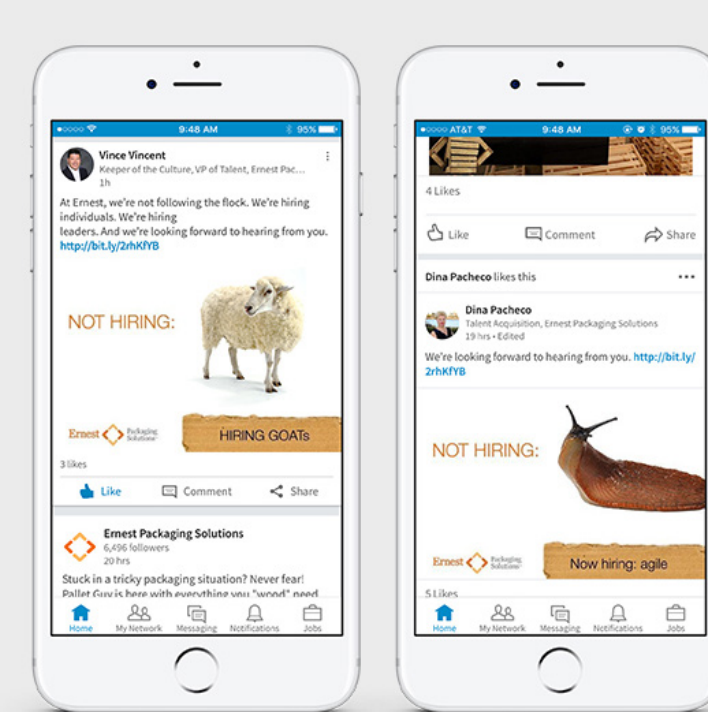 9:48 AM
95%
Vince Vincent
Keeper of the Culture, VP of Talent, Ernest Pac...
1h
At Ernest, we're not following the flock. We're hiring
individuals. We're hiring
leaders. And we're looking forward to hearing from you.
http://bit.ly/2rhKfYB
NOT HIRING:
Ernest Packaging
Solutions
HIRING GOATs
3 likes
Like Comment Share
Ernest Packaging Solutions
6,496 followers
20 hrs
Stuck in a tricky packaging situation? Never fear!
Pallet Guy is here with everything you "wood" need
Home My Network Messaging Notifications Jobs
AT&T 9:48 AM 95%
4 Likes
Like Comment Share
Dina Pacheco likes this
Dina Pacheco
Talent Acquisition, Ernest Packaging Solutions
19 hrs • Edited
We're looking forward to hearing from you. http://bit.ly/
2rhKfYB
NOT HIRING:
Ernest Packaging
Solutions
Now hiring: agile
5 Likes
Home My Network Messaging Notifications Jobs